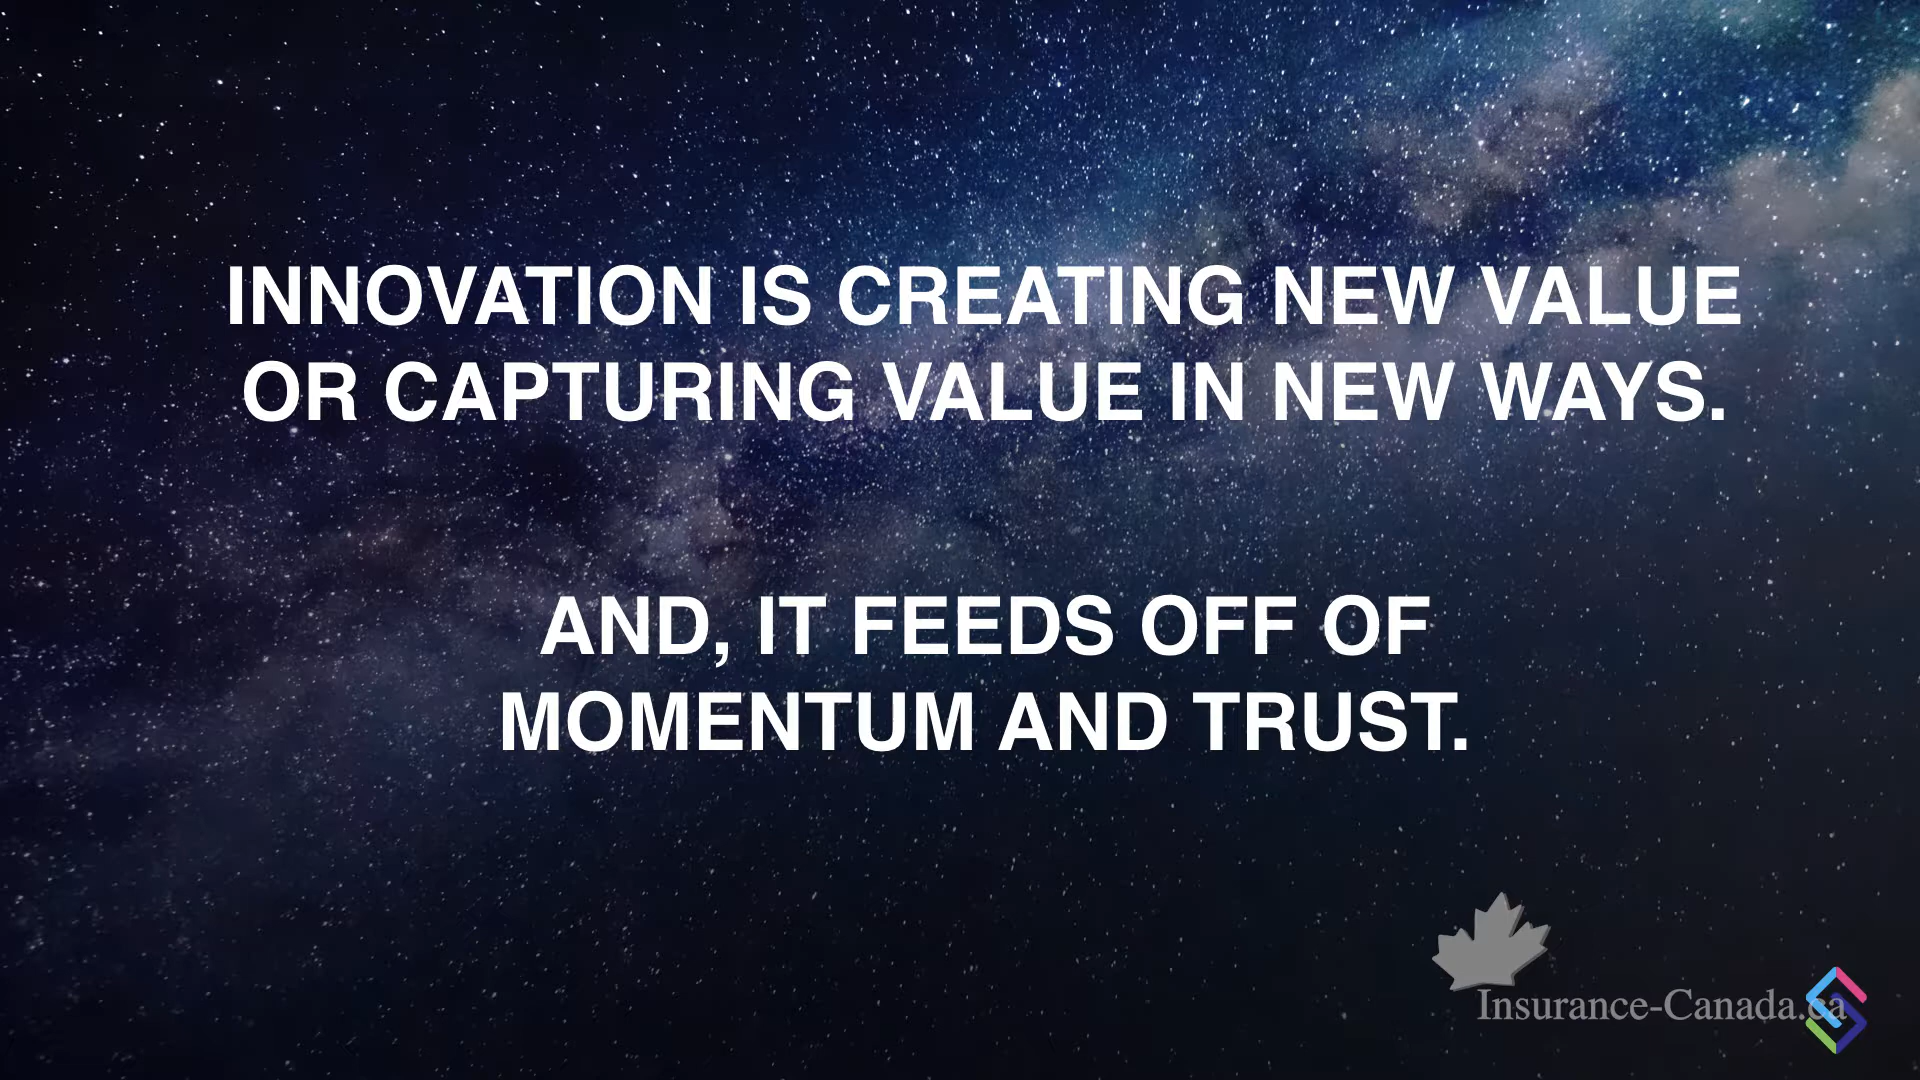 INNOVATION IS CREATING NEW VALUE
OR CAPTURING VALUE IN NEW WAYS.
AND, IT FEEDS OFF OF
MOMENTUM AND TRUST.
Insurance-Canada.ca